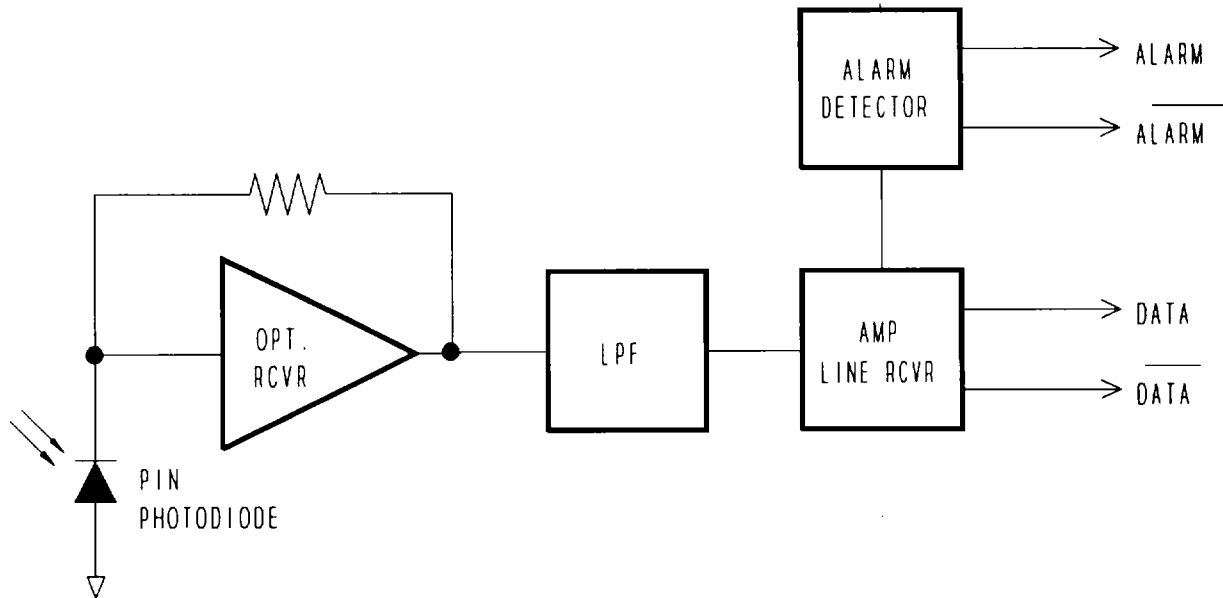 ALARM
DETECTOR
ALARM
ALARM
OPT.
RCVR
LPF
AMP
LINE RCVR
DATA
DATA
PIN
PHOTODIODE